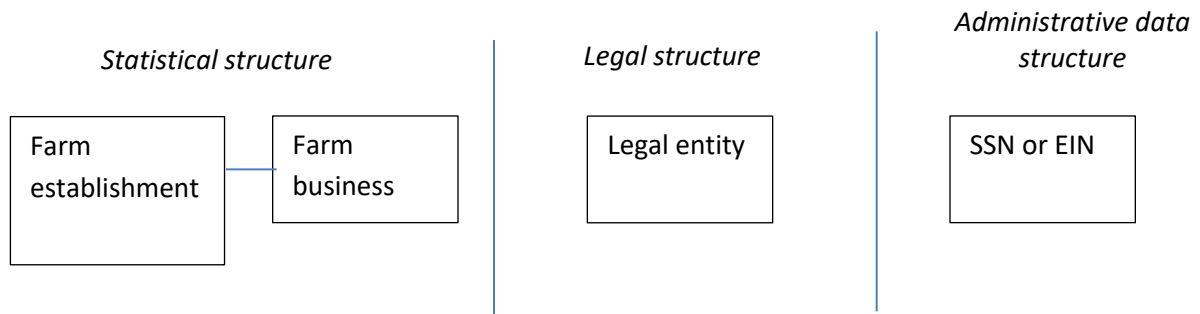 Statistical structure
Legal structure
Administrative data
structure
Farm
establishment
Farm
business
Legal entity
SSN or EIN